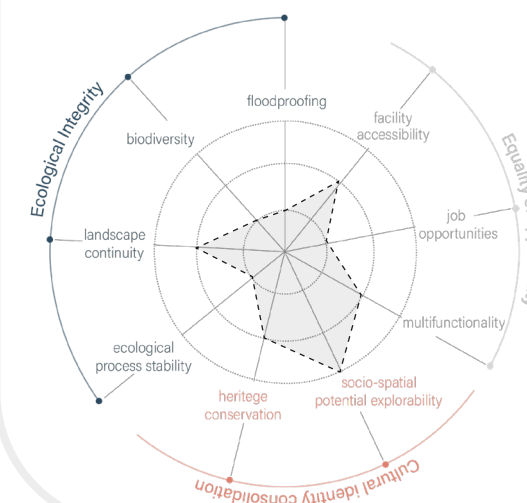 floodproofing
facility
accessibility
job
opportunities
multifunctionality
socio-spatial
potential explorability
heritege
conservation
ecological
process stability
landscape
continuity
biodiversity
Ecological Integrity
Equality
Cultural identity consolidation